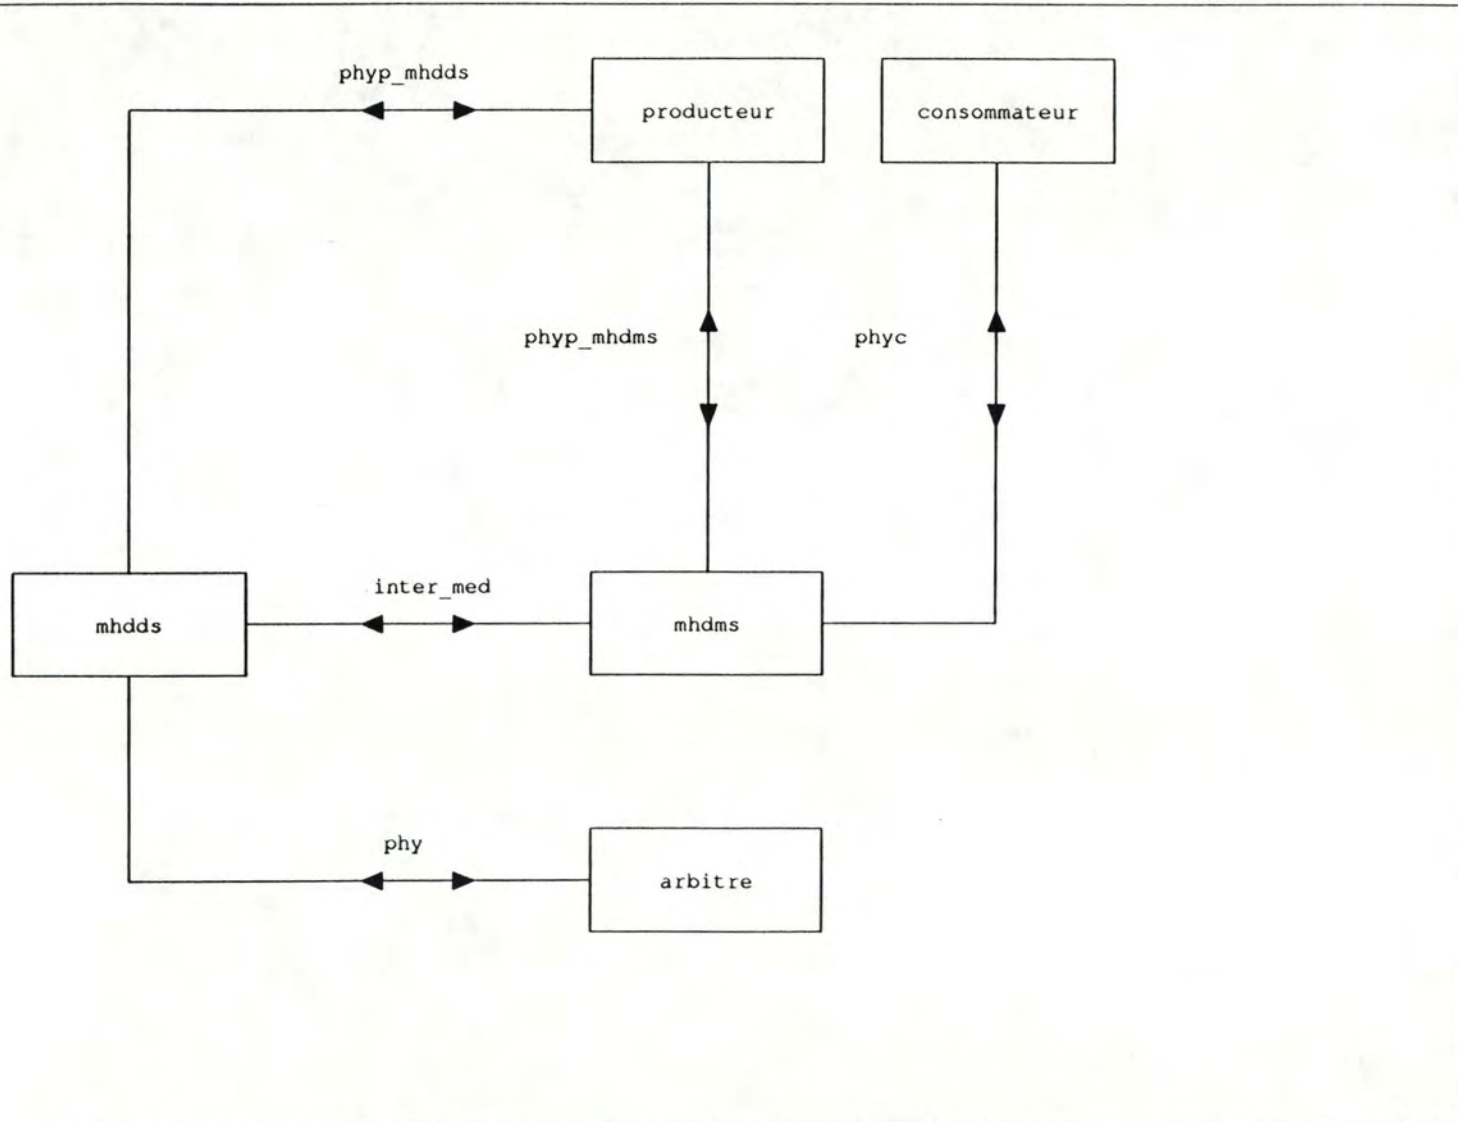 phyp_mhdds
producteur
consommateur
phyp_mhdms
phyc
inter_med
mhdds
mhdms
phy
arbitre